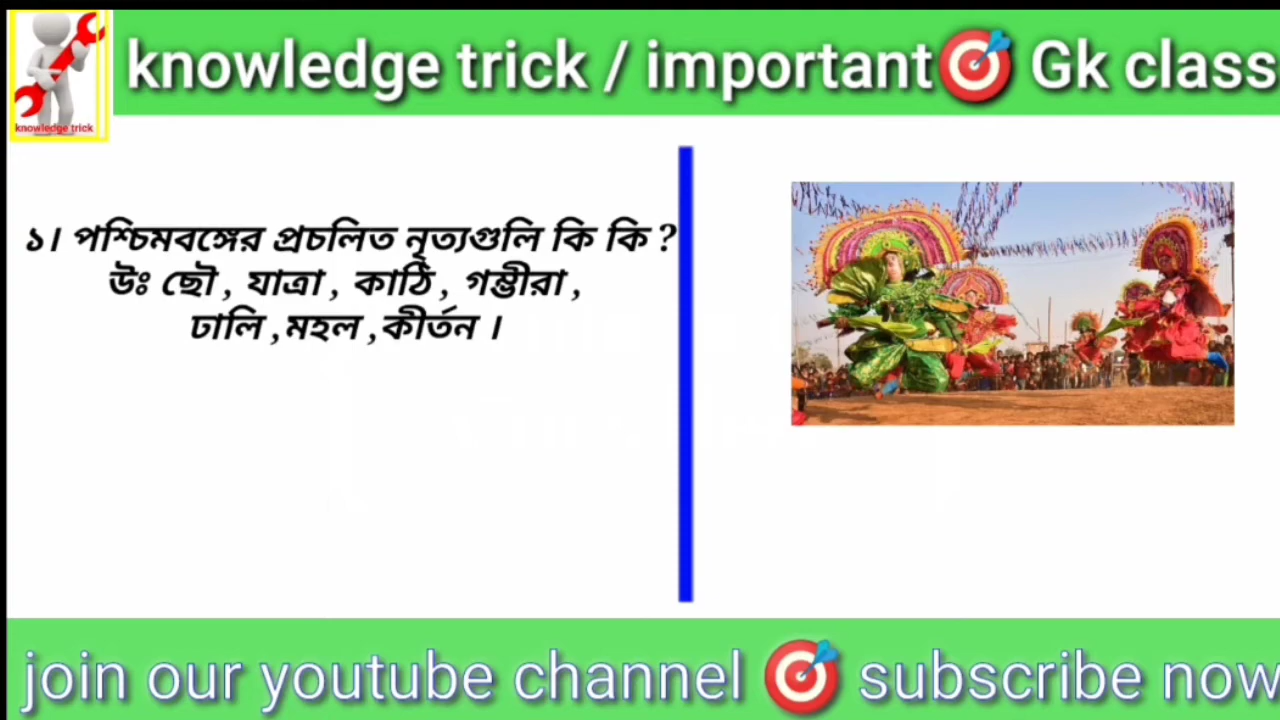 knowledge trick / important🎯 Gk class
knowledge trick
১। পশ্চিমবঙ্গের প্রচলিত নৃত্যগুলি কি কি ?
উঃ ছৌ , যাত্রা , কাঠি , গম্ভীরা ,
ঢালি ,মহল ,কীর্তন ।
join our youtube channel 🎯 subscribe now